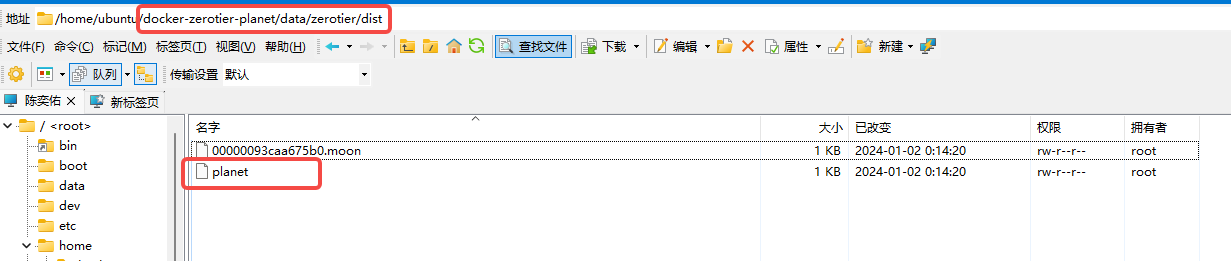 地址 /home/ubuntu/docker-zerotier-planet/data/zerotier/dist
文件(F) 命令(C) 标记(M) 标签页(T) 视图(V) 帮助(H) 查找文件 下载 编辑 属性 新建
队列 传输设置 默认
陈奕佑 新标签页
/ <root>
bin
boot
data
dev
etc
home
名字 大小 已改变 权限 拥有者
00000093caa675b0.moon 1 KB 2024-01-02 0:14:20 rw-r--r-- root
planet 1 KB 2024-01-02 0:14:20 rw-r--r-- root